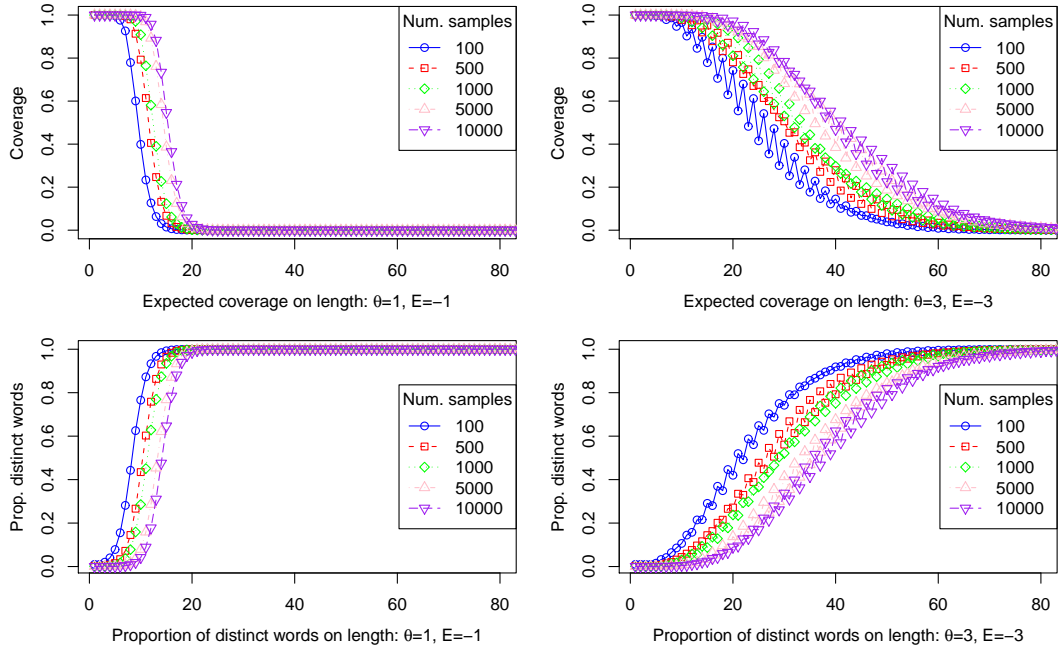 Coverage
0.0 0.2 0.4 0.6 0.8 1.0
Num. samples
100
500
1000
5000
10000
0 20 40 60 80
Expected coverage on length: θ=1, E=−1
Coverage
0.0 0.2 0.4 0.6 0.8 1.0
Num. samples
100
500
1000
5000
10000
0 20 40 60 80
Expected coverage on length: θ=3, E=−3
Prop. distinct words
0.0 0.2 0.4 0.6 0.8 1.0
Num. samples
100
500
1000
5000
10000
0 20 40 60 80
Proportion of distinct words on length: θ=1, E=−1
Prop. distinct words
0.0 0.2 0.4 0.6 0.8 1.0
Num. samples
100
500
1000
5000
10000
0 20 40 60 80
Proportion of distinct words on length: θ=3, E=−3